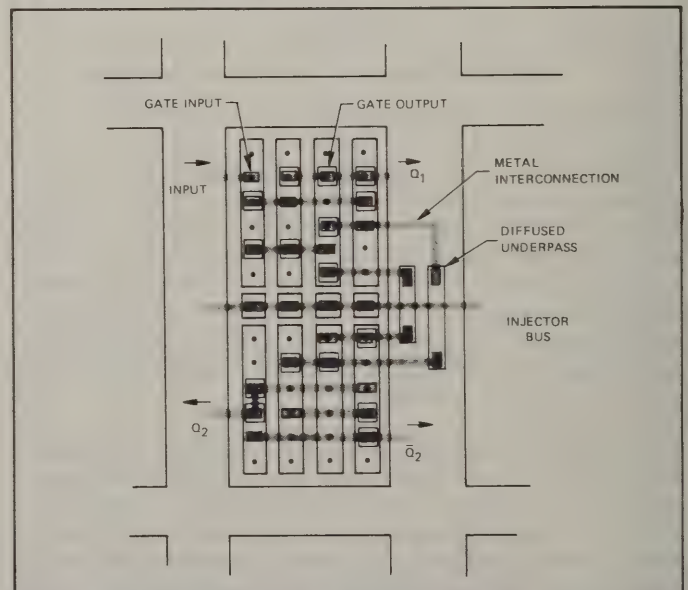 GATE INPUT
GATE OUTPUT
INPUT
Q1
METAL
INTERCONNECTION
DIFFUSED
UNDERPASS
INJECTOR
BUS
Q2
Q̄2